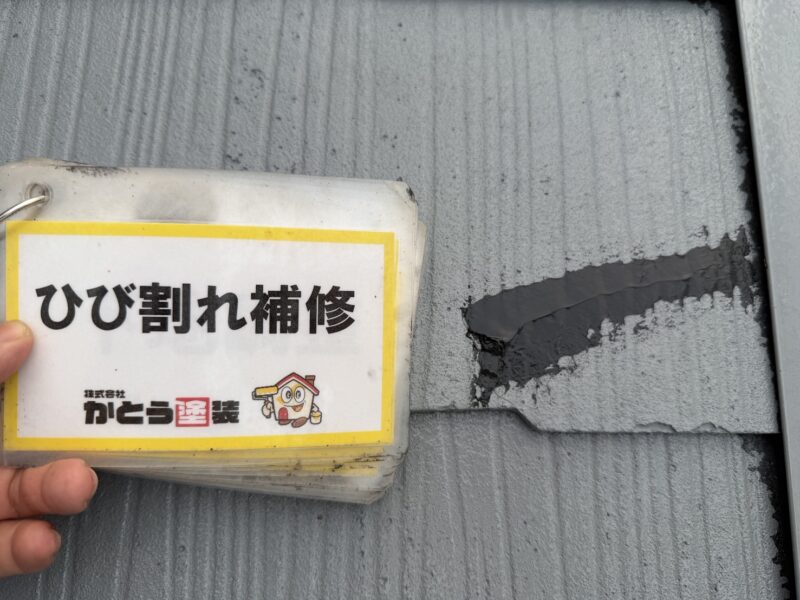 ひび割れ補修
株式会社
かとう塗装